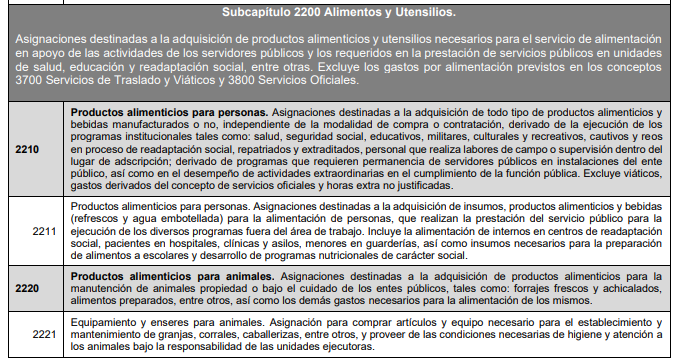 Subcapítulo 2200 Alimentos y Utensilios.
Asignaciones destinadas a la adquisición de productos alimenticios y utensilios necesarios para el servicio de alimentación
en apoyo de las actividades de los servidores públicos y los requeridos en la prestación de servicios públicos en unidades
de salud, educación y readaptación social, entre otras. Excluye los gastos por alimentación previstos en los conceptos
3700 Servicios de Traslado y Viáticos y 3800 Servicios Oficiales.
2210
Productos alimenticios para personas. Asignaciones destinadas a la adquisición de todo tipo de productos alimenticios y
bebidas manufacturados o no, independiente de la modalidad de compra o contratación, derivado de la ejecución de los
programas institucionales tales como: salud, seguridad social, educativos, militares, culturales y recreativos, cautivos y reos
en proceso de readaptación social, repatriados y extraditados, personal que realiza labores de campo o supervisión dentro del
lugar de adscripción; derivado de programas que requieren permanencia de servidores públicos en instalaciones del ente
público, así como en el desempeño de actividades extraordinarias en el cumplimiento de la función pública. Excluye viáticos,
gastos derivados del concepto de servicios oficiales y horas extra no justificadas.
2211
Productos alimenticios para personas. Asignaciones destinadas a la adquisición de insumos, productos alimenticios y bebidas
(refrescos y agua embotellada) para la alimentación de personas, que realizan la prestación del servicio público para la
ejecución de los diversos programas fuera del área de trabajo. Incluye la alimentación de internos en centros de readaptación
social, pacientes en hospitales, clínicas y asilos, menores en guarderías, así como insumos necesarios para la preparación
de alimentos a escolares y desarrollo de programas nutricionales de carácter social.
2220
Productos alimenticios para animales. Asignaciones destinadas a la adquisición de productos alimenticios para la
manutención de animales propiedad o bajo el cuidado de los entes públicos, tales como: forrajes frescos y achicalados,
alimentos preparados, entre otros, así como los demás gastos necesarios para la alimentación de los mismos.
2221
Equipamiento y enseres para animales. Asignación para comprar artículos y equipo necesario para el establecimiento y
mantenimiento de granjas, corrales, caballerizas, entre otros, y proveer de las condiciones necesarias de higiene y atención a
los animales bajo la responsabilidad de las unidades ejecutoras.